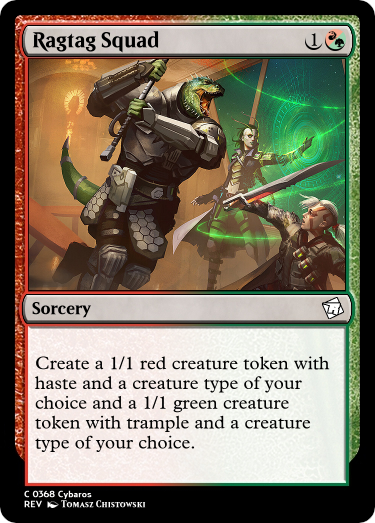 Ragtag Squad 1
Sorcery
Create a 1/1 red creature token with
haste and a creature type of your
choice and a 1/1 green creature
token with trample and a creature
type of your choice.
C 0368 Cybaros
REV Tomasz Chistowski